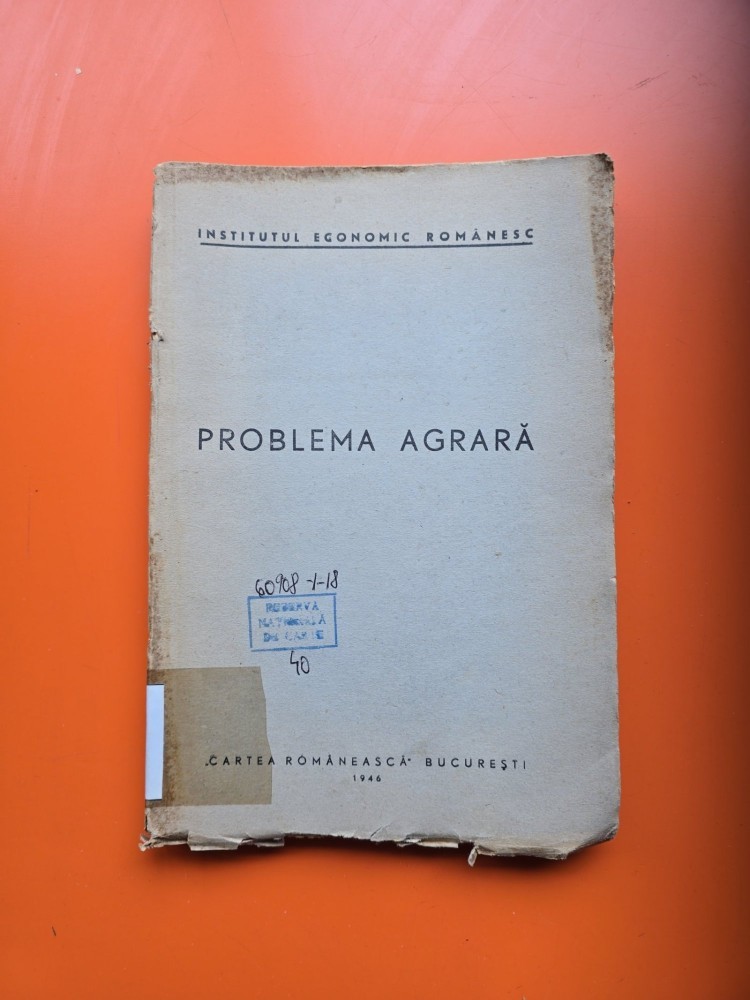 INSTITUTUL ECONOMIC ROMÂNESC
PROBLEMA AGRARĂ
60908-1-18
REZERVA
NAȚIONALĂ
DE CARTE
40
„CARTEA ROMÂNEASCĂ" BUCUREȘTI
1946